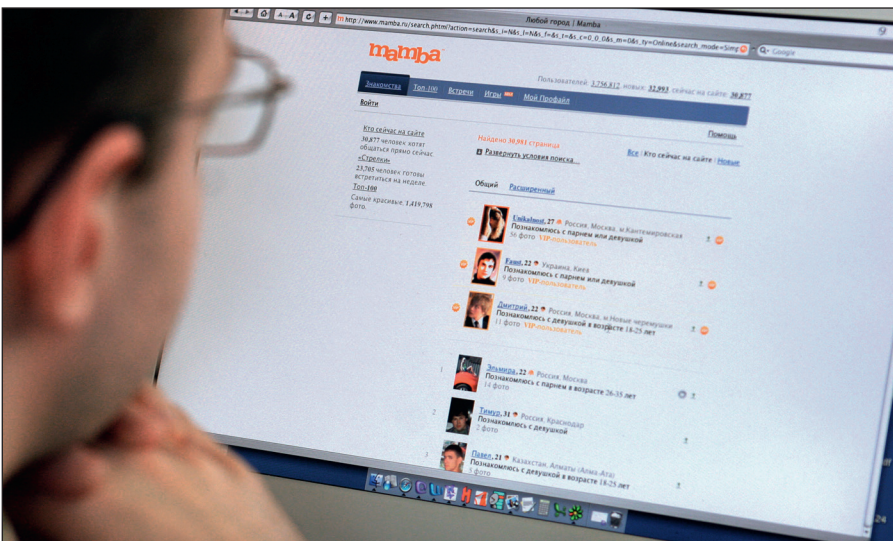 Любой город | Mamba
http://www.mamba.ru/search.phtml?action=search&s_i=N&s_l=N&s_f=&s_t=&s_c=0_0_0&s_m=0&s_ty=Online&search_mode=Simp
Google
mamba
Пользователей: 3,756,812, новых: 32,993, сейчас на сайте: 30,877
Знакомства Топ-100 Встречи Игры Мой Профайл
Войти
Помощь
Кто сейчас на сайте
30,877 человек хотят
общаться прямо сейчас
«Стрелки»
23,705 человек готовы
встретиться на неделе.
Топ-100
Самые красивые. 1,419,798
фото.
Найдено 30,981 страница
Развернуть условия поиска...
Все | Кто сейчас на сайте | Новые
Общий Расширенный
Unikalnost, 27 Россия, Москва, м.Кантемировская
Познакомлюсь с парнем или девушкой
56 фото VIP-пользователь
Faust, 22 Украина, Киев
Познакомлюсь с парнем или девушкой
9 фото VIP-пользователь
Дмитрий, 22 Россия, Москва, м.Новые черемушки
Познакомлюсь с девушкой в возрасте 18-25 лет
11 фото VIP-пользователь
1 Эльмира, 22 Россия, Москва
Познакомлюсь с парнем в возрасте 26-35 лет
14 фото
2 Тимур, 31 Россия, Краснодар
Познакомлюсь с девушкой
2 фото
3 Павел, 21 Казахстан, Алматы (Алма-Ата)
Познакомлюсь с девушкой в возрасте 18-25 лет
5 фото
24